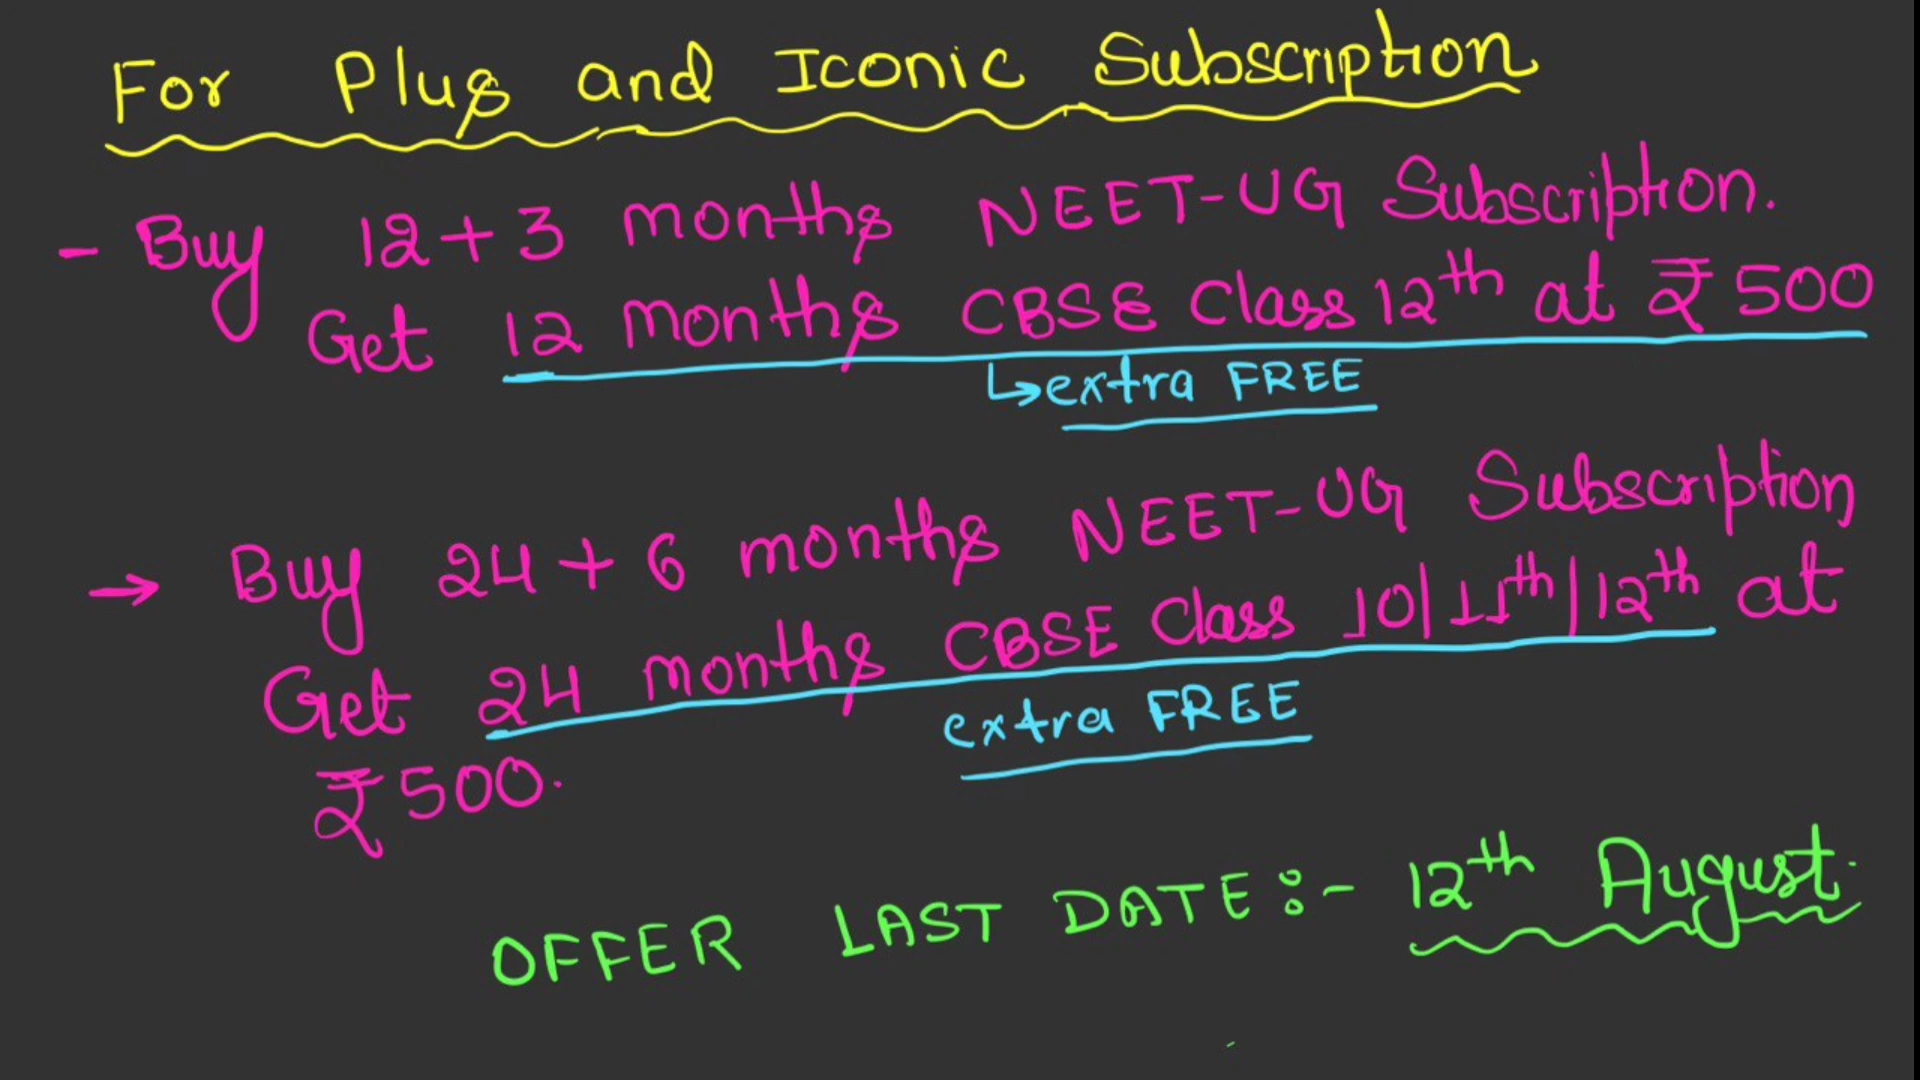 For Plus and Iconic Subscription
- Buy 12+3 months NEET-UG Subscription.
Get 12 months CBSE Class 12th at ₹500
↳extra FREE
→ Buy 24+6 months NEET-UG Subscription
Get 24 months CBSE Class 10|11th|12th at
extra FREE
₹500.
OFFER LAST DATE:- 12th August.